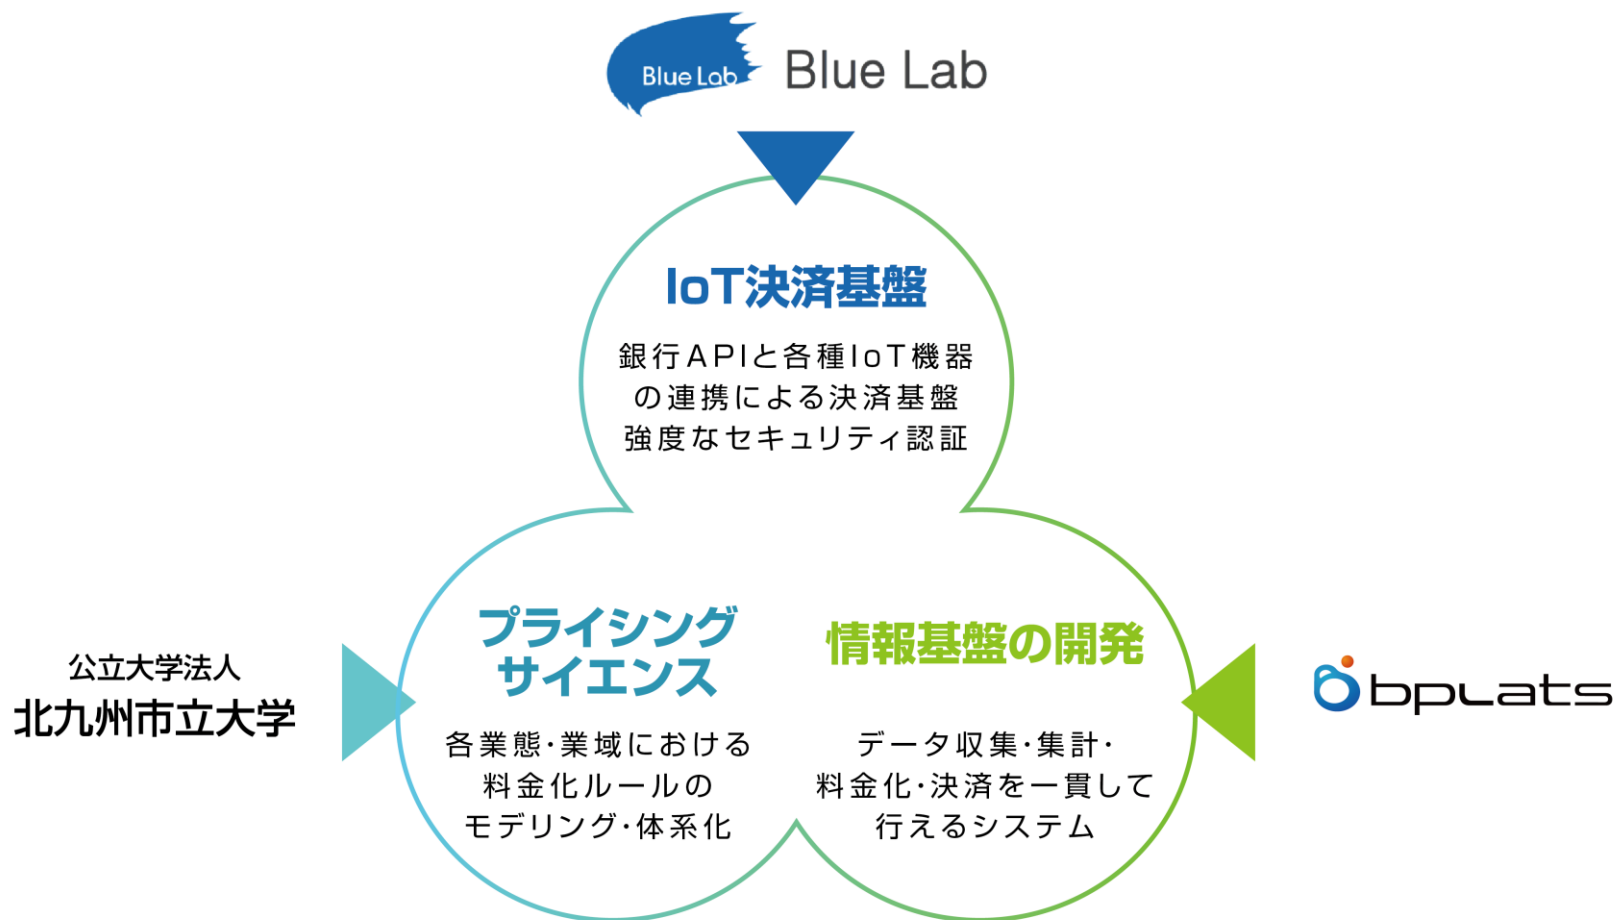 Blue Lab
Blue Lab
IoT決済基盤
銀行APIと各種IoT機器
の連携による決済基盤
強度なセキュリティ認証
公立大学法人
北九州市立大学
プライシング
サイエンス
各業態・業域における
料金化ルールの
モデリング・体系化
情報基盤の開発
データ収集・集計・
料金化・決済を一貫して
行えるシステム
bplats